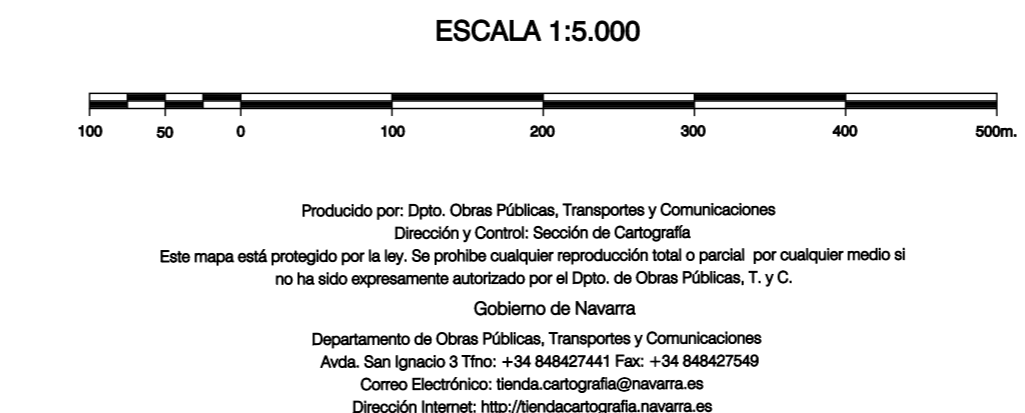 ESCALA 1:5.000
100 50 0 100 200 300 400 500m.
Producido por: Dpto. Obras Públicas, Transportes y Comunicaciones
Dirección y Control: Sección de Cartografía
Este mapa está protegido por la ley. Se prohibe cualquier reproducción total o parcial por cualquier medio si
no ha sido expresamente autorizado por el Dpto. de Obras Públicas, T. y C.
Gobierno de Navarra
Departamento de Obras Públicas, Transportes y Comunicaciones
Avda. San Ignacio 3 Tfno: +34 848427441 Fax: +34 848427549
Correo Electrónico: tienda.cartografia@navarra.es
Dirección Internet: http://tiendacartografia.navarra.es